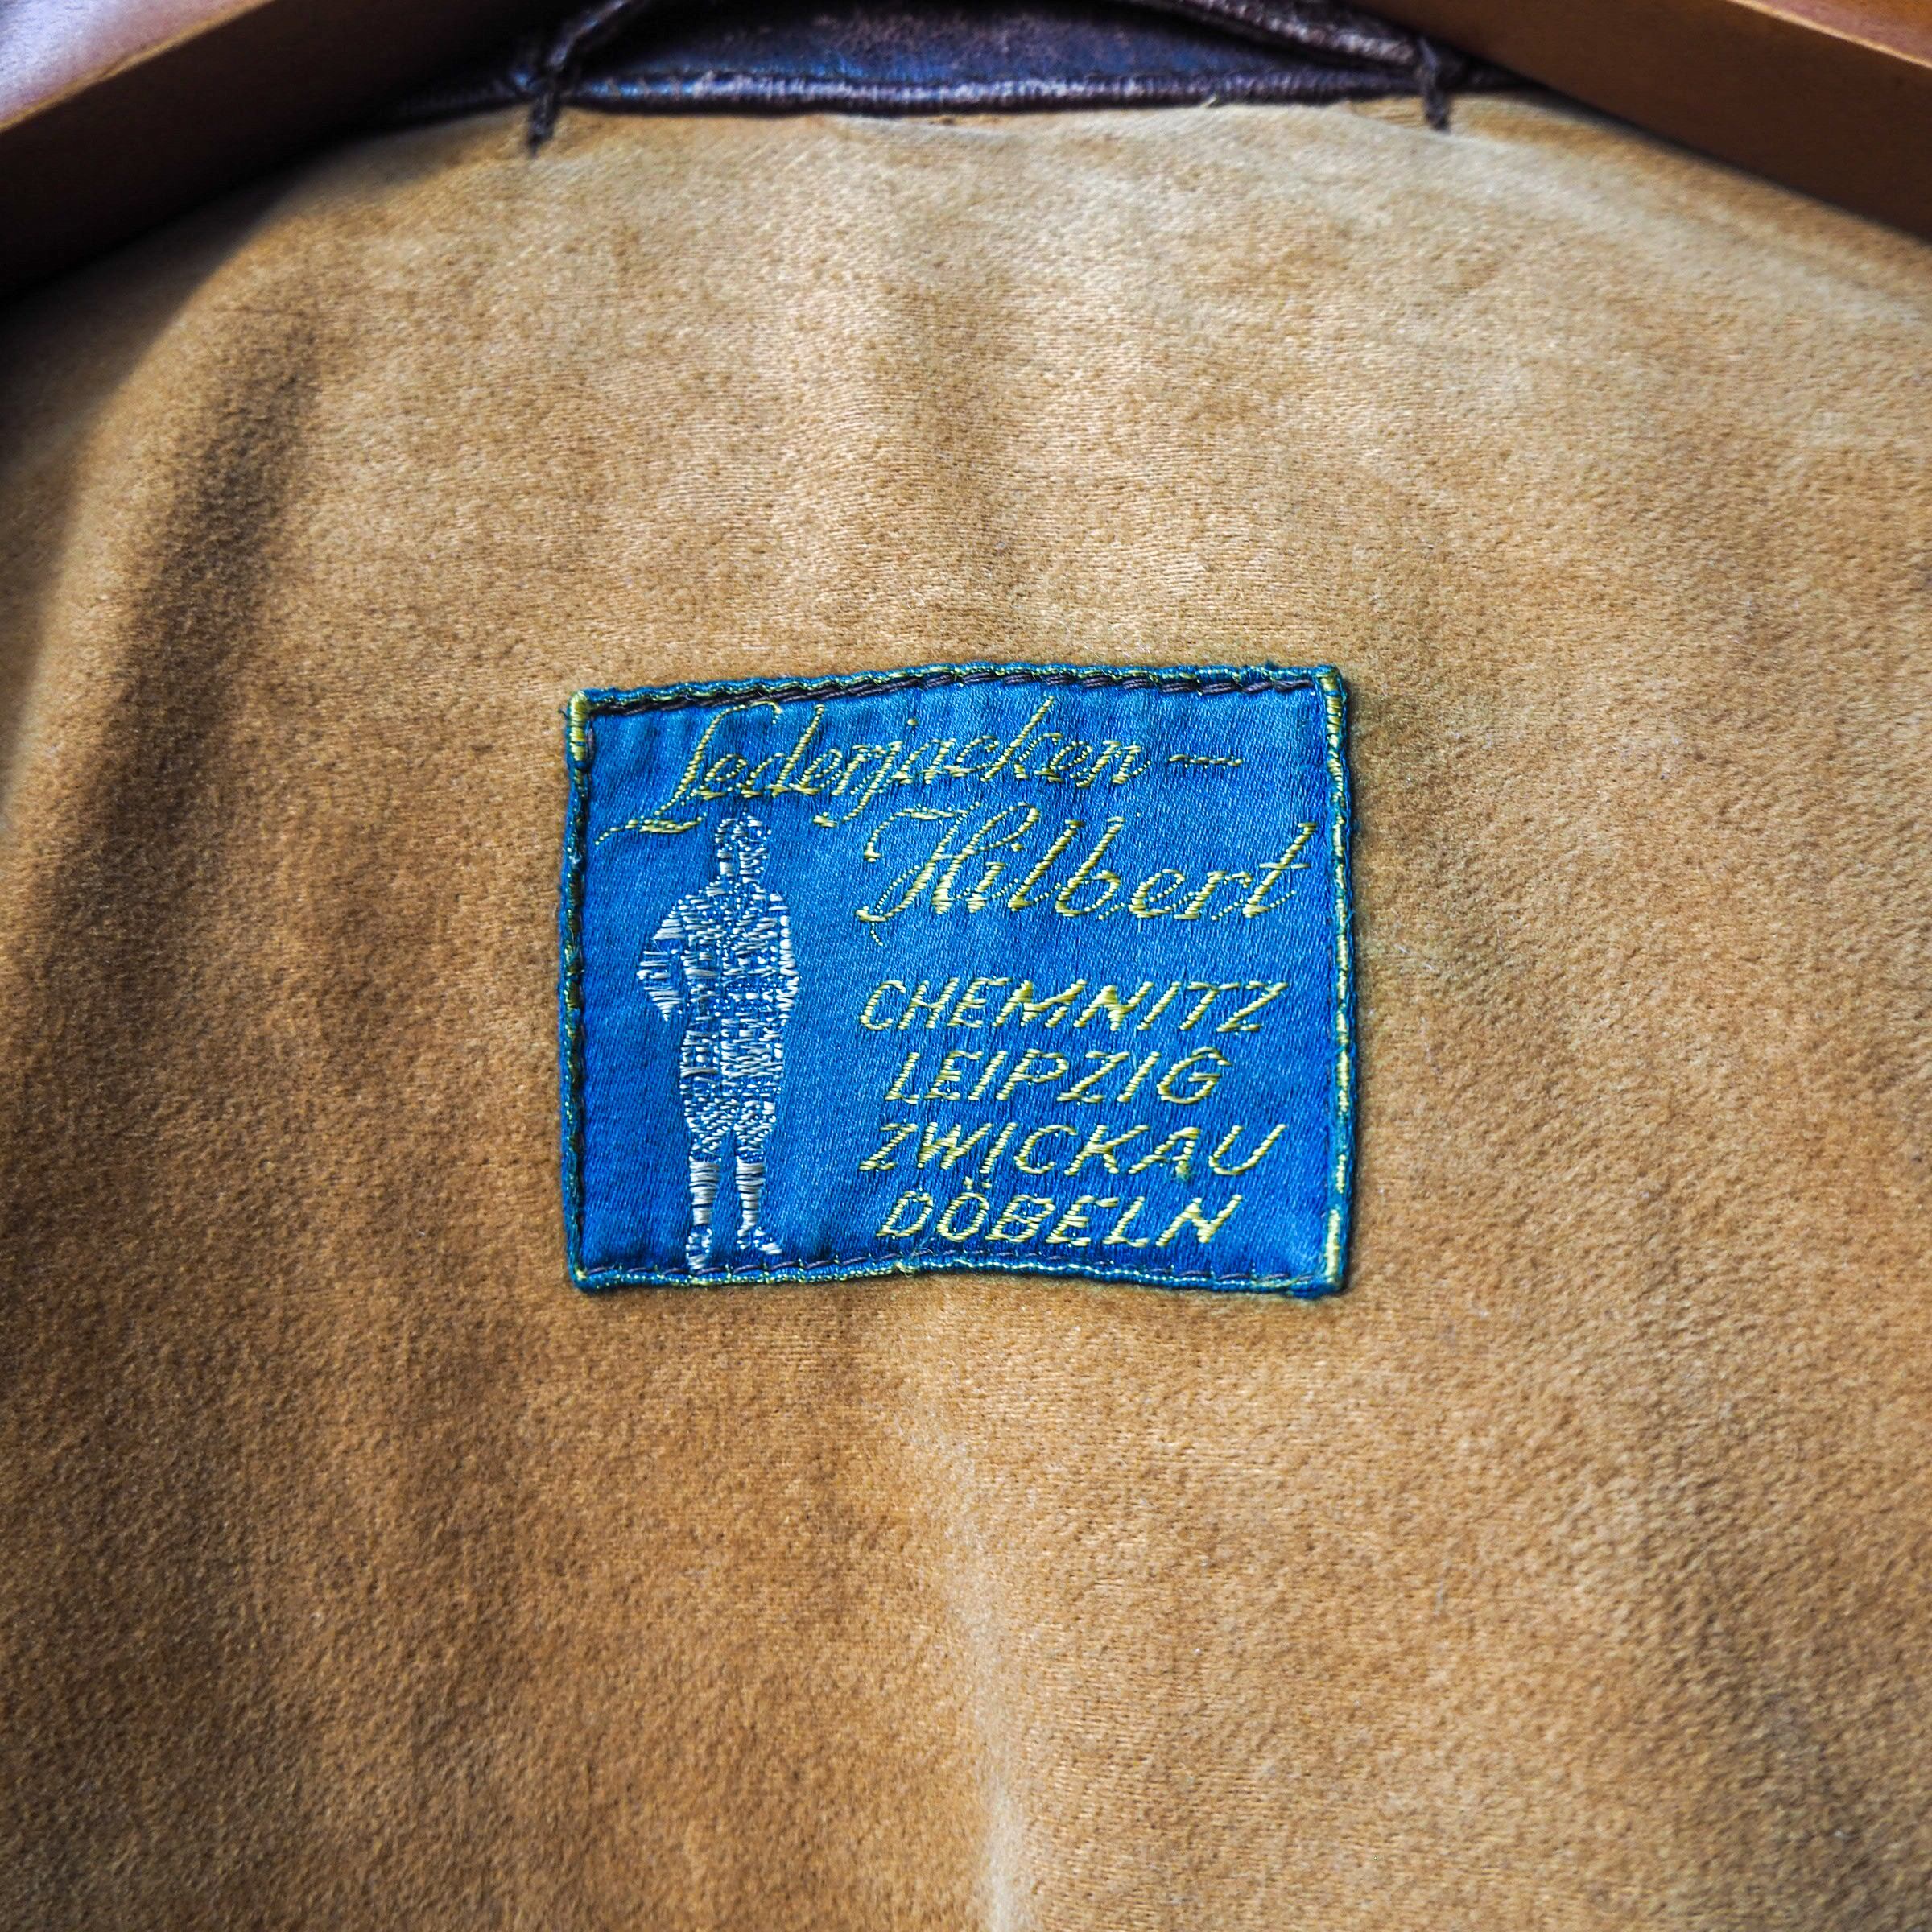 Lederjacken—
Hilbert
CHEMNITZ
LEIPZIG
ZWICKAU
DÖBELN